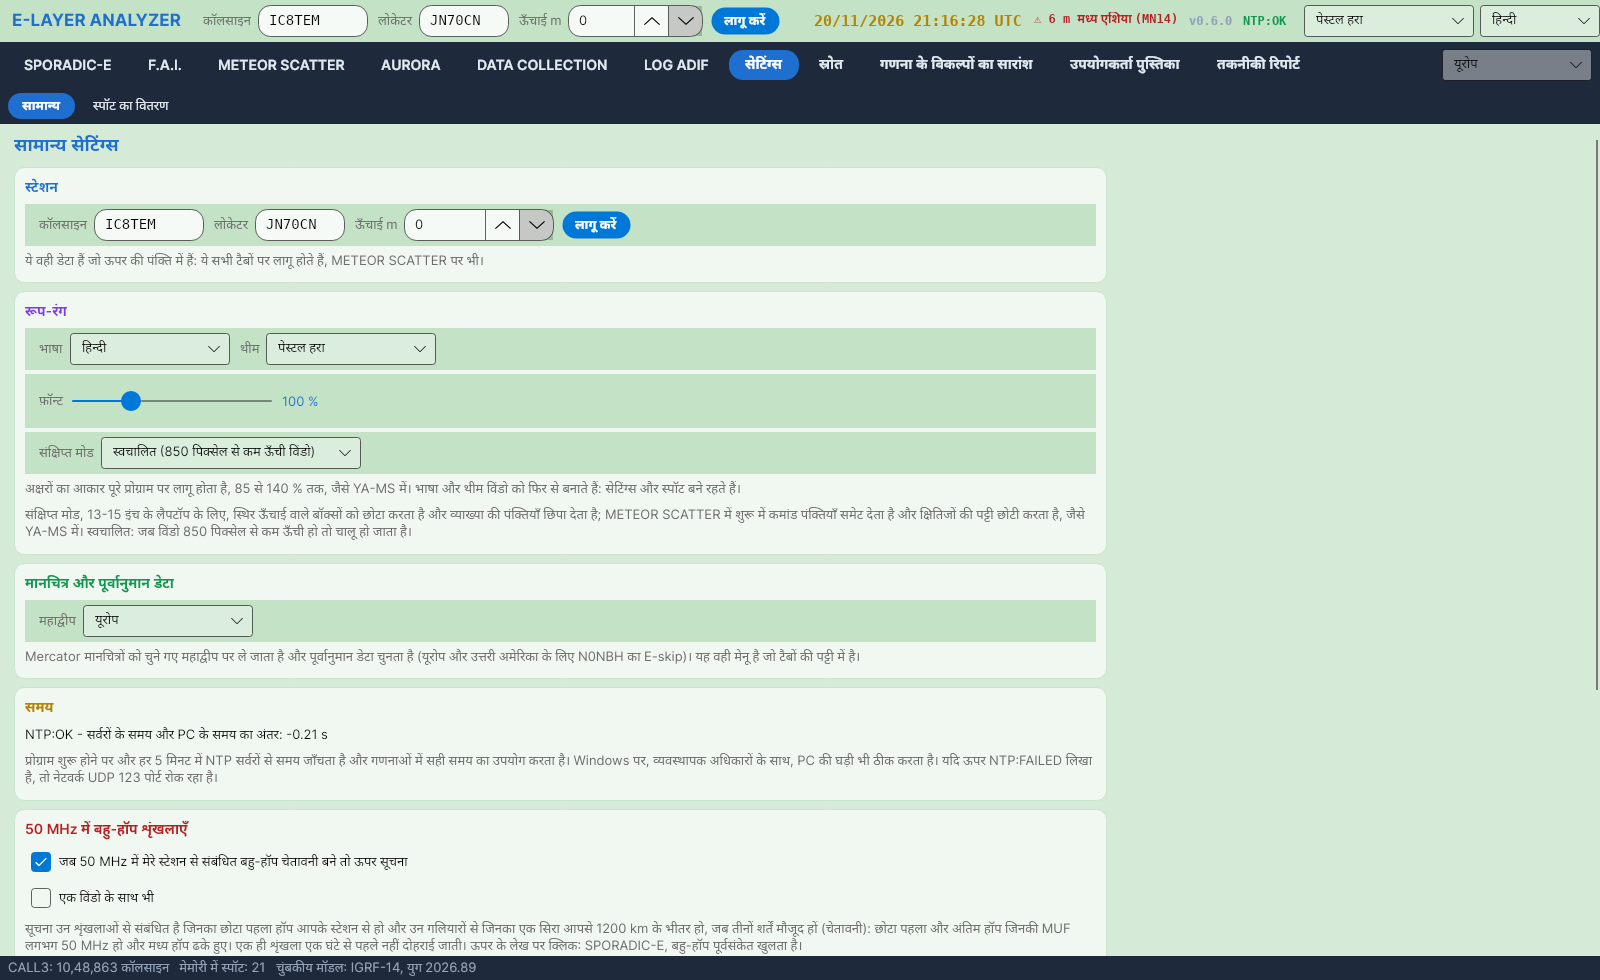 E-LAYER ANALYZER कॉलसाइन IC8TEM लोकेटर JN70CN ऊँचाई m 0 लागू करें 20/11/2026 21:16:28 UTC ⚠ 6 m मध्य एशिया (MN14) v0.6.0 NTP:OK पेस्टल हरा हिन्दी
SPORADIC-E F.A.I. METEOR SCATTER AURORA DATA COLLECTION LOG ADIF सेटिंग्स स्रोत गणना के विकल्पों का सारांश उपयोगकर्ता पुस्तिका तकनीकी रिपोर्ट यूरोप
सामान्य स्पॉट का वितरण
सामान्य सेटिंग्स
स्टेशन
कॉलसाइन IC8TEM लोकेटर JN70CN ऊँचाई m 0 लागू करें
ये वही डेटा हैं जो ऊपर की पंक्ति में हैं: ये सभी टैबों पर लागू होते हैं, METEOR SCATTER पर भी।
रूप-रंग
भाषा हिन्दी थीम पेस्टल हरा
फ़ॉन्ट 100 %
संक्षिप्त मोड स्वचालित (850 पिक्सेल से कम ऊँची विंडो)
अक्षरों का आकार पूरे प्रोग्राम पर लागू होता है, 85 से 140 % तक, जैसे YA-MS में। भाषा और थीम विंडो को फिर से बनाते हैं: सेटिंग्स और स्पॉट बने रहते हैं।
संक्षिप्त मोड, 13-15 इंच के लैपटॉप के लिए, स्थिर ऊँचाई वाले बॉक्सों को छोटा करता है और व्याख्या की पंक्तियाँ छिपा देता है; METEOR SCATTER में शुरू में कमांड पंक्तियाँ समेट देता है और क्षितिजों की पट्टी छोटी करता है, जैसे
YA-MS में। स्वचालित: जब विंडो 850 पिक्सेल से कम ऊँची हो तो चालू हो जाता है।
मानचित्र और पूर्वानुमान डेटा
महाद्वीप यूरोप
Mercator मानचित्रों को चुने गए महाद्वीप पर ले जाता है और पूर्वानुमान डेटा चुनता है (यूरोप और उत्तरी अमेरिका के लिए N0NBH का E-skip)। यह वही मेनू है जो टैबों की पट्टी में है।
समय
NTP:OK - सर्वरों के समय और PC के समय का अंतर: -0.21 s
प्रोग्राम शुरू होने पर और हर 5 मिनट में NTP सर्वरों से समय जाँचता है और गणनाओं में सही समय का उपयोग करता है। Windows पर, व्यवस्थापक अधिकारों के साथ, PC की घड़ी भी ठीक करता है। यदि ऊपर NTP:FAILED लिखा
है, तो नेटवर्क UDP 123 पोर्ट रोक रहा है।
50 MHz में बहु-हॉप शृंखलाएँ
जब 50 MHz में मेरे स्टेशन से संबंधित बहु-हॉप चेतावनी बने तो ऊपर सूचना
एक विंडो के साथ भी
सूचना उन शृंखलाओं से संबंधित है जिनका छोटा पहला हॉप आपके स्टेशन से हो और उन गलियारों से जिनका एक सिरा आपसे 1200 km के भीतर हो, जब तीनों शर्तें मौजूद हों (चेतावनी): छोटा पहला और अंतिम हॉप जिनकी MUF
लगभग 50 MHz हो और मध्य हॉप ढके हुए। एक ही शृंखला एक घंटे से पहले नहीं दोहराई जाती। ऊपर के लेख पर क्लिक: SPORADIC-E, बहु-हॉप पूर्वसंकेत खुलता है।
CALL3: 10,48,863 कॉलसाइन मेमोरी में स्पॉट: 21 चुंबकीय मॉडल: IGRF-14, युग 2026.89